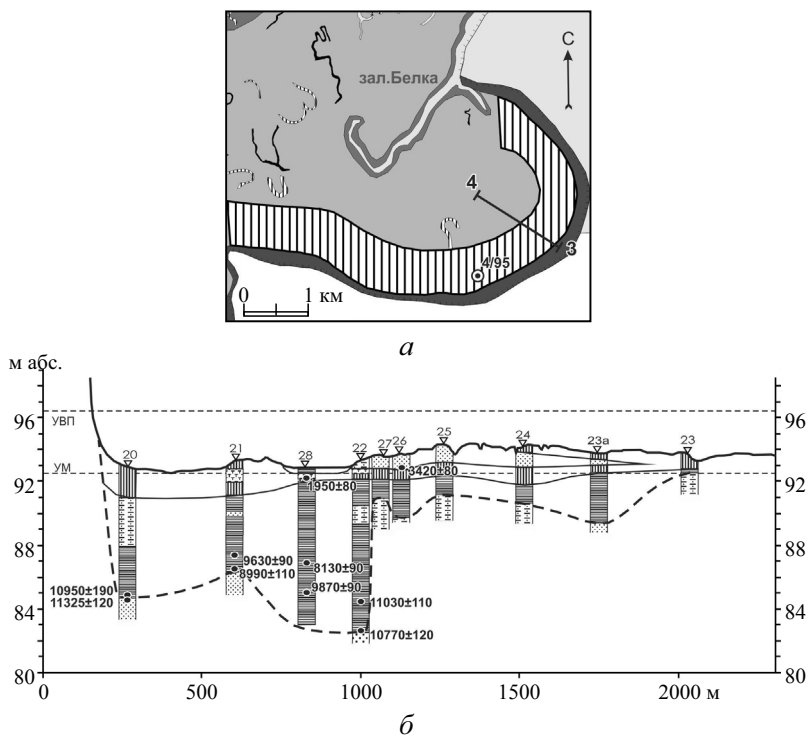 С
зал.Белка
4
3
4/95
0 1 км
а
м абс.
96 96
УВП
20 21 28 22 27 26 25 24 23а 23
УМ
3420±80
92 92
1950±80
88 88
9630±90 8130±90
8990±110
9870±90
10950±190 11030±110
11325±120
84 84
10770±120
80 80
0 500 1000 1500 2000 м
б